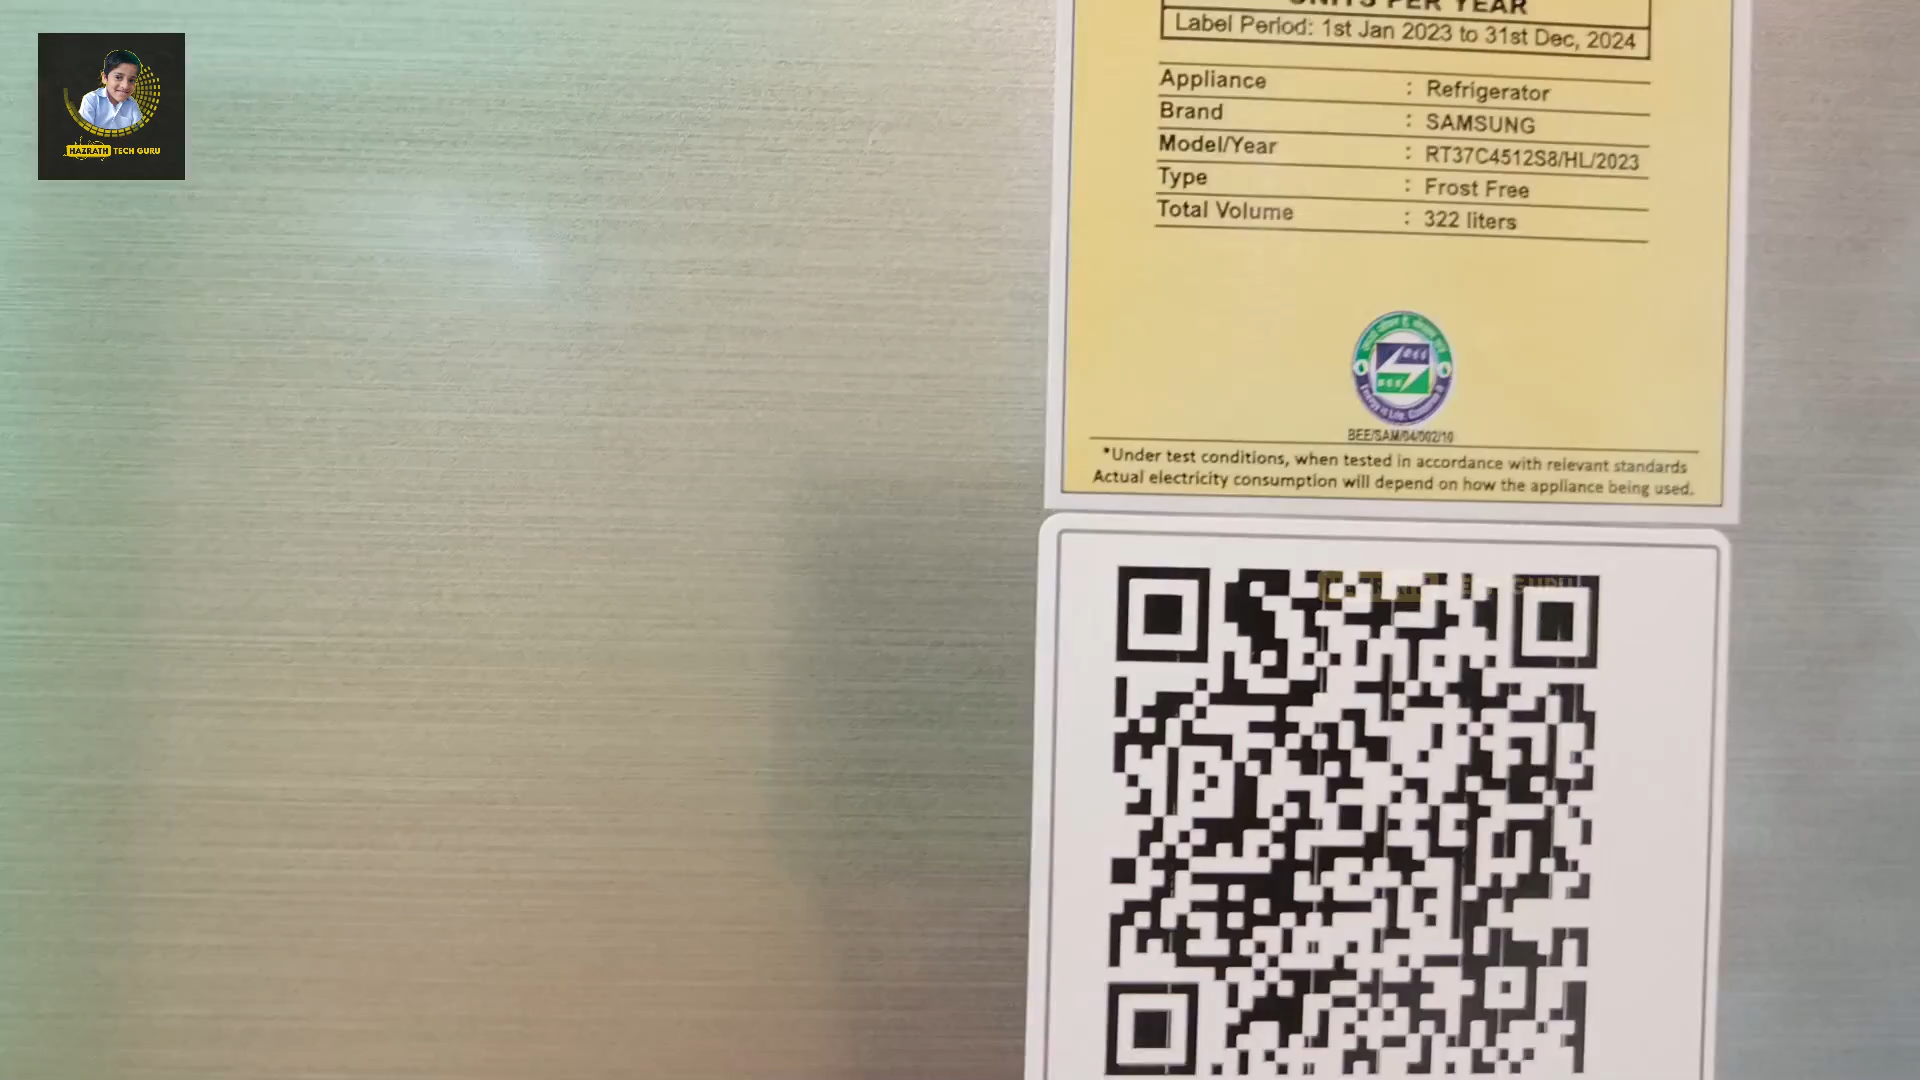 HAZRATH TECH GURU
UNITS PER YEAR
Label Period: 1st Jan 2023 to 31st Dec, 2024
Appliance : Refrigerator
Brand : SAMSUNG
Model/Year : RT37C4512S8/HL/2023
Type : Frost Free
Total Volume : 322 liters
BEE/SAM/04/002/10
*Under test conditions, when tested in accordance with relevant standards
Actual electricity consumption will depend on how the appliance being used.